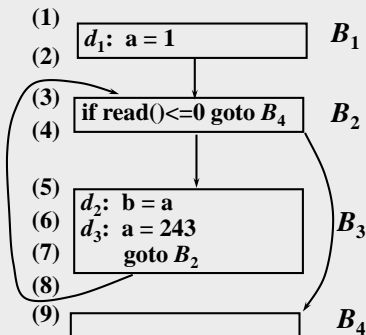 (1)
d₁: a = 1 B₁
(2)
(3)
if read()<=0 goto B₄ B₂
(4)
(5)
d₂: b = a
(6) d₃: a = 243 B₃
(7) goto B₂
(8)
(9) B₄